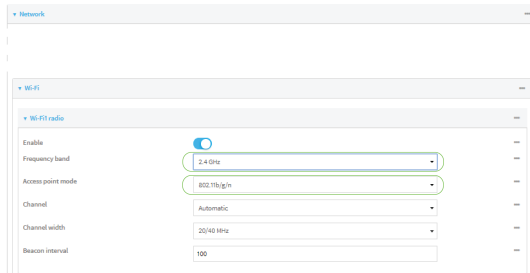 Network
Wi-Fi
Wi-Fi1 radio
Enable
Frequency band 2.4 GHz
Access point mode 802.11b/g/n
Channel Automatic
Channel width 20/40 MHz
Beacon interval 100